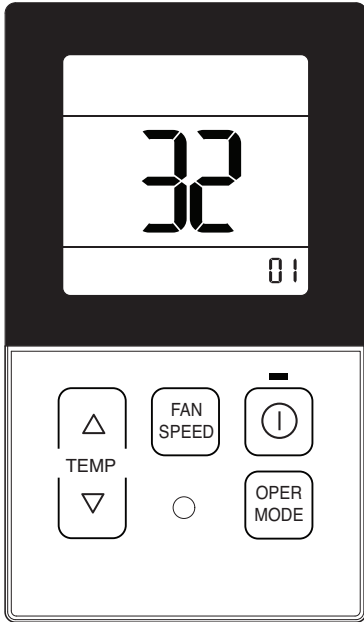 32
01
FAN
SPEED
TEMP
OPER
MODE